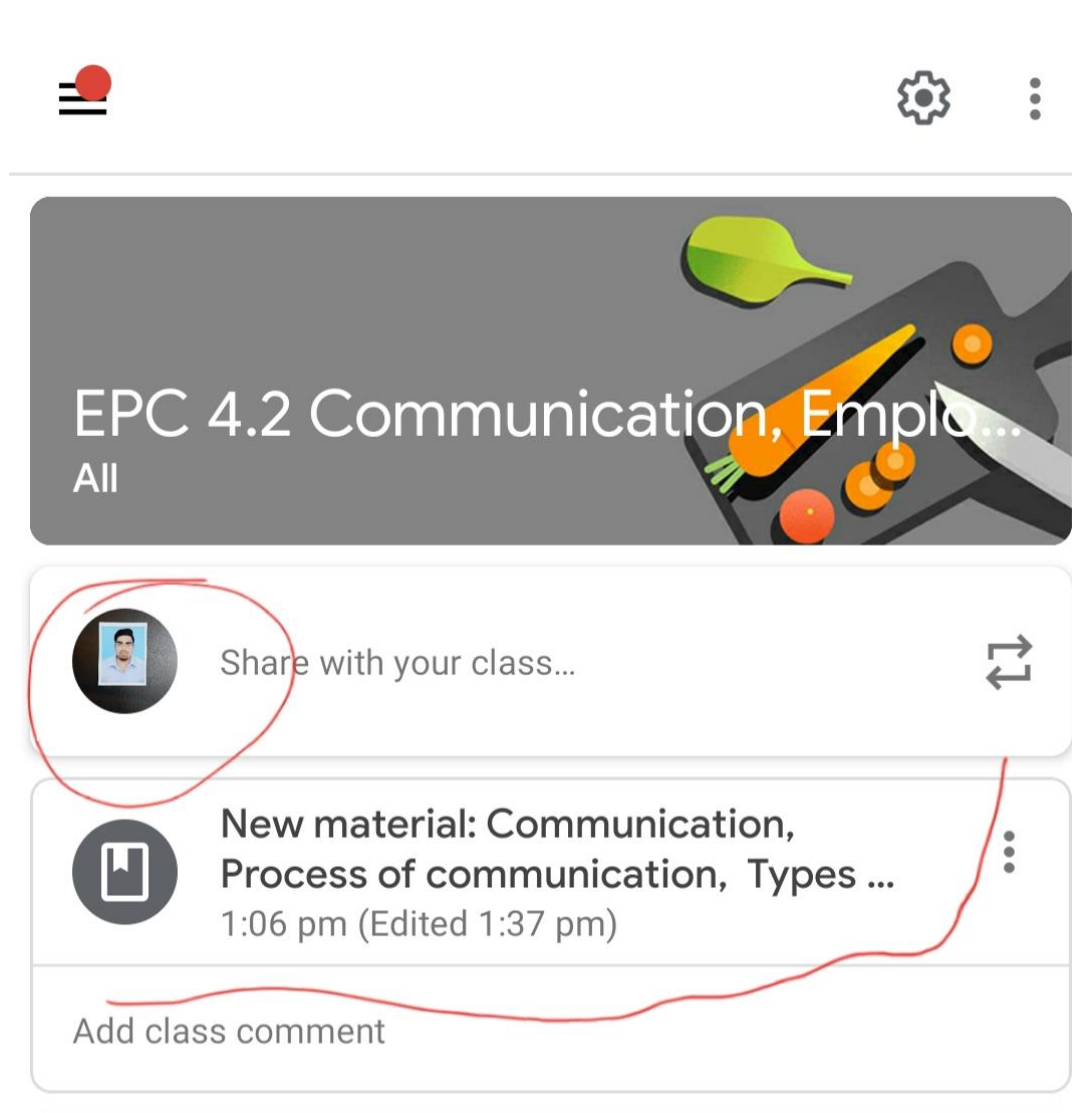 EPC 4.2 Communication, Emplo...
All
Share with your class...
New material: Communication,
Process of communication,  Types ...
1:06 pm (Edited 1:37 pm)
Add class comment